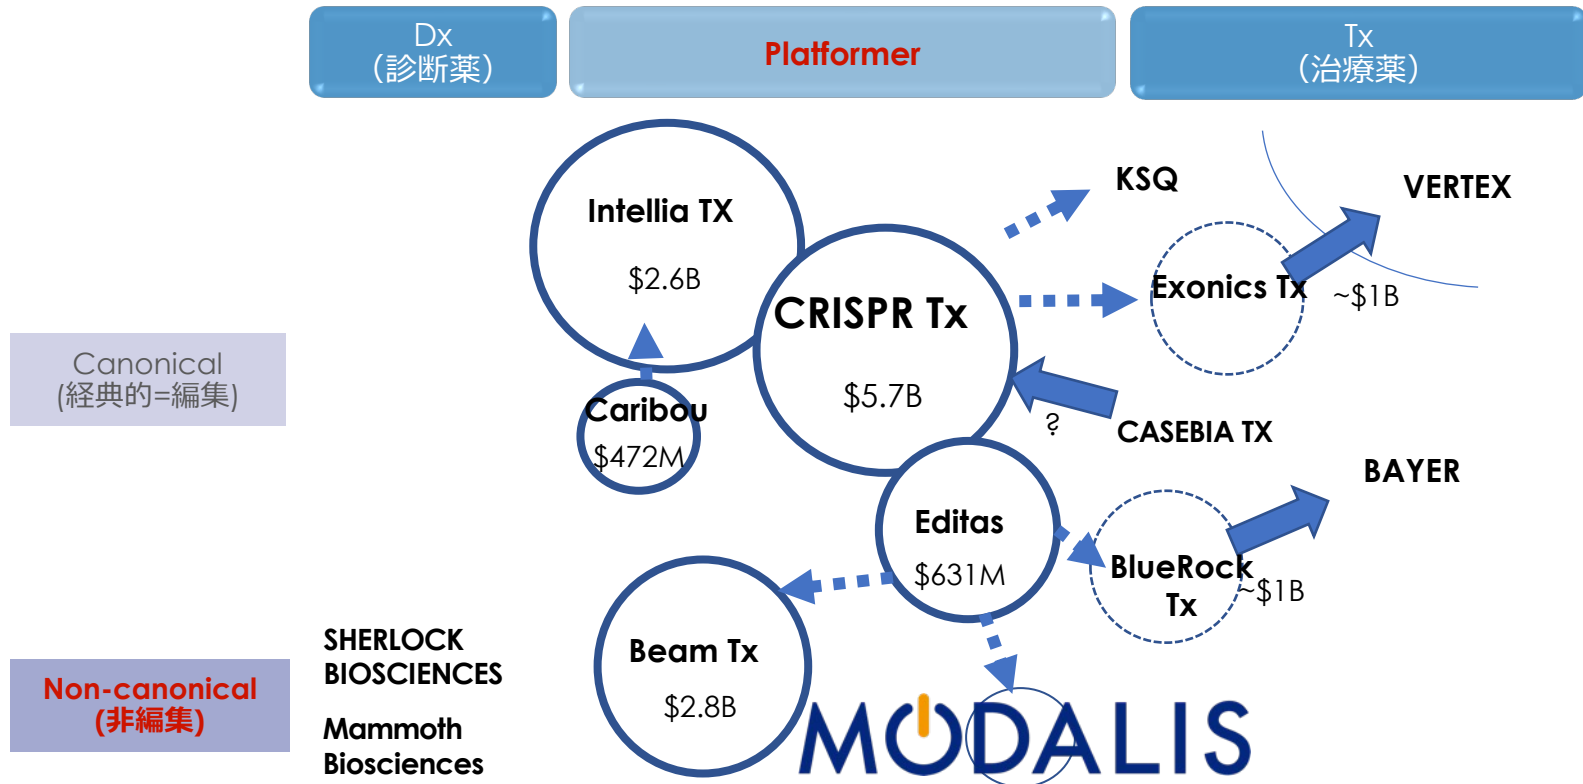 Dx
（診断薬）
Platformer
Tx
（治療薬）
Intellia TX
$2.6B
KSQ
VERTEX
Exonics Tx
~$1B
CRISPR Tx
$5.7B
Canonical
(経典的=編集)
Caribou
$472M
?
CASEBIA TX
BAYER
Editas
$631M
BlueRock
Tx
~$1B
SHERLOCK
BIOSCIENCES
Beam Tx
$2.8B
Non-canonical
(非編集)
Mammoth
Biosciences
MODALIS